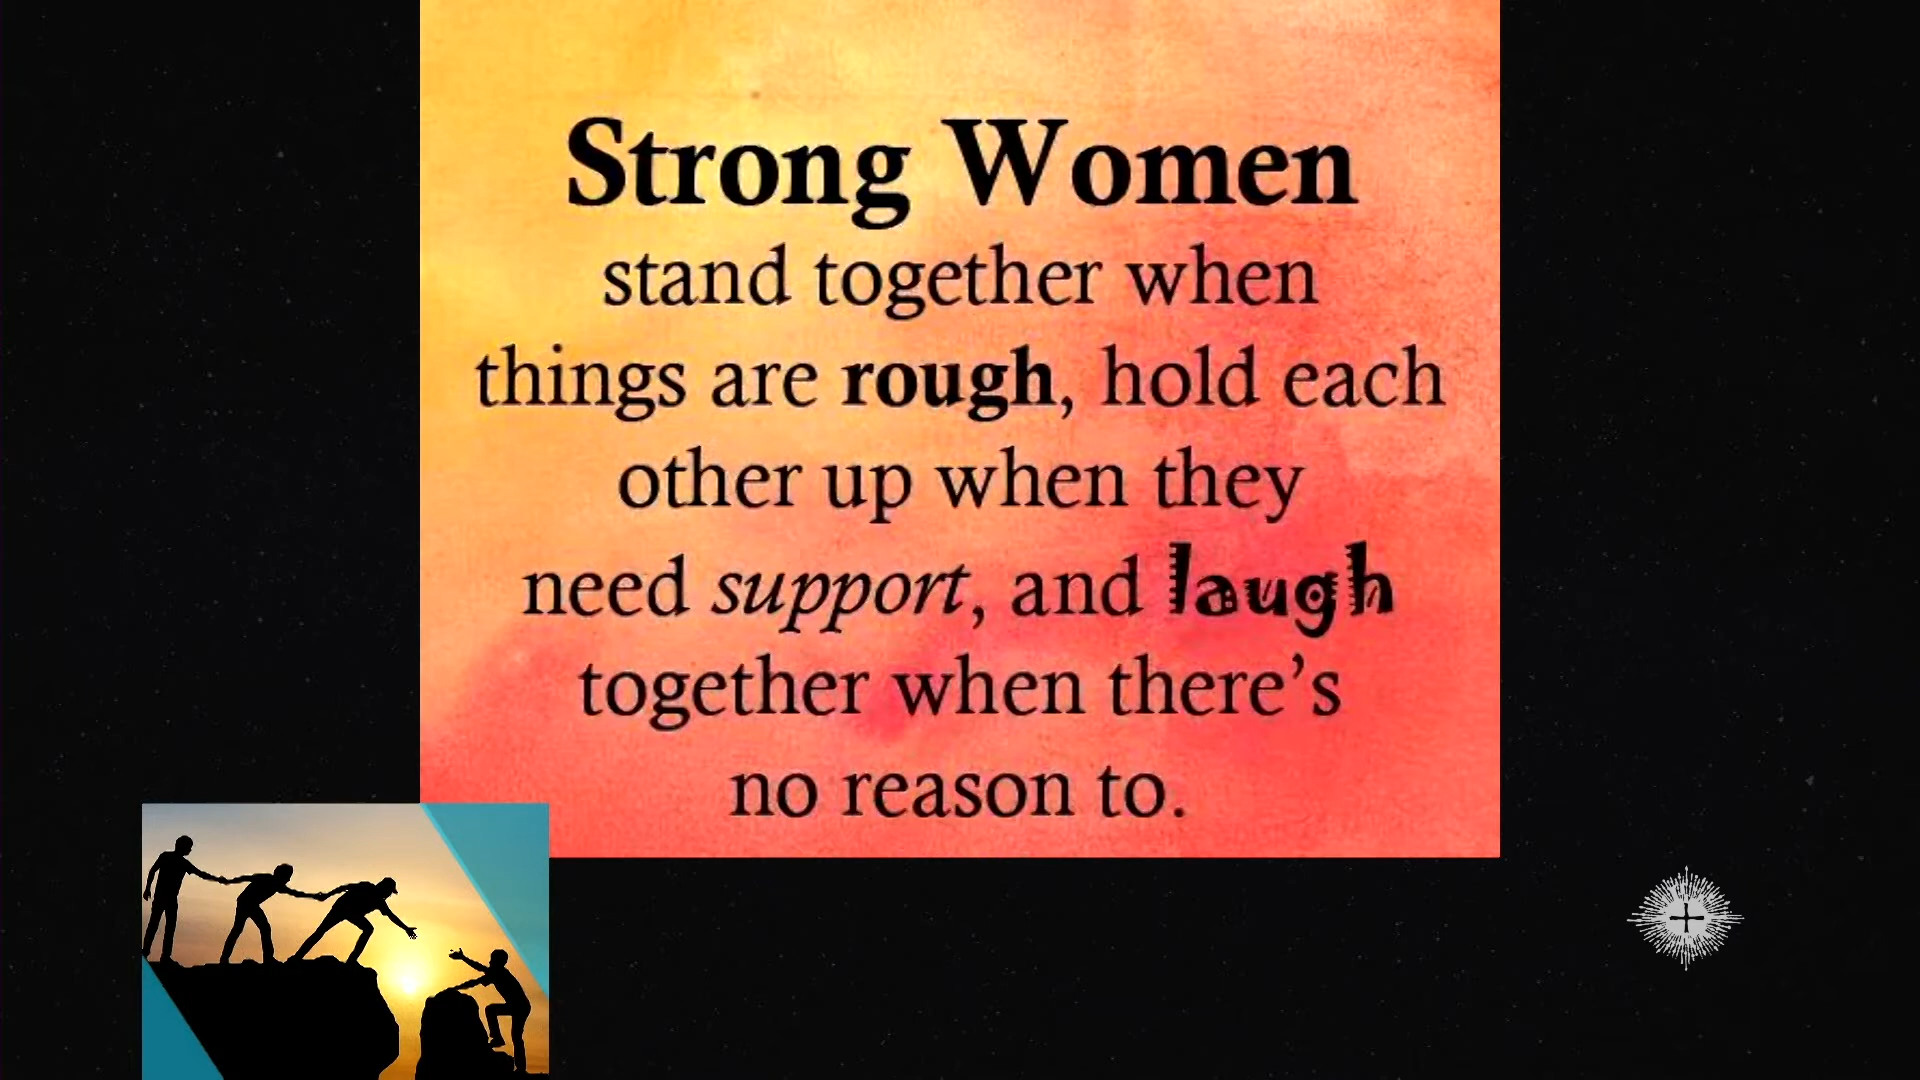 Strong Women
stand together when
things are rough, hold each
other up when they
need support, and laugh
together when there’s
no reason to.